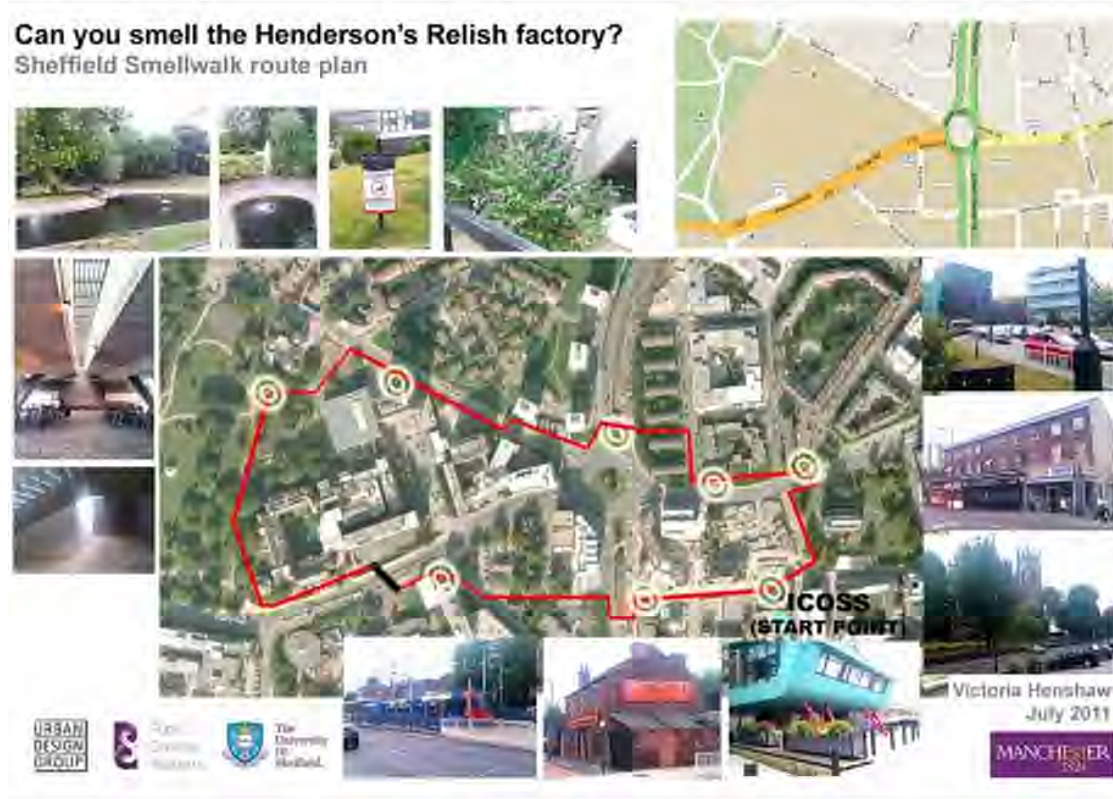 Can you smell the Henderson's Relish factory?
Sheffield Smellwalk route plan
ICOSS
(START POINT)
Victoria Henshaw
July 2011
URBAN
DESIGN
GROUP
The
University
Of
Sheffield.
MANCHESTER
1824